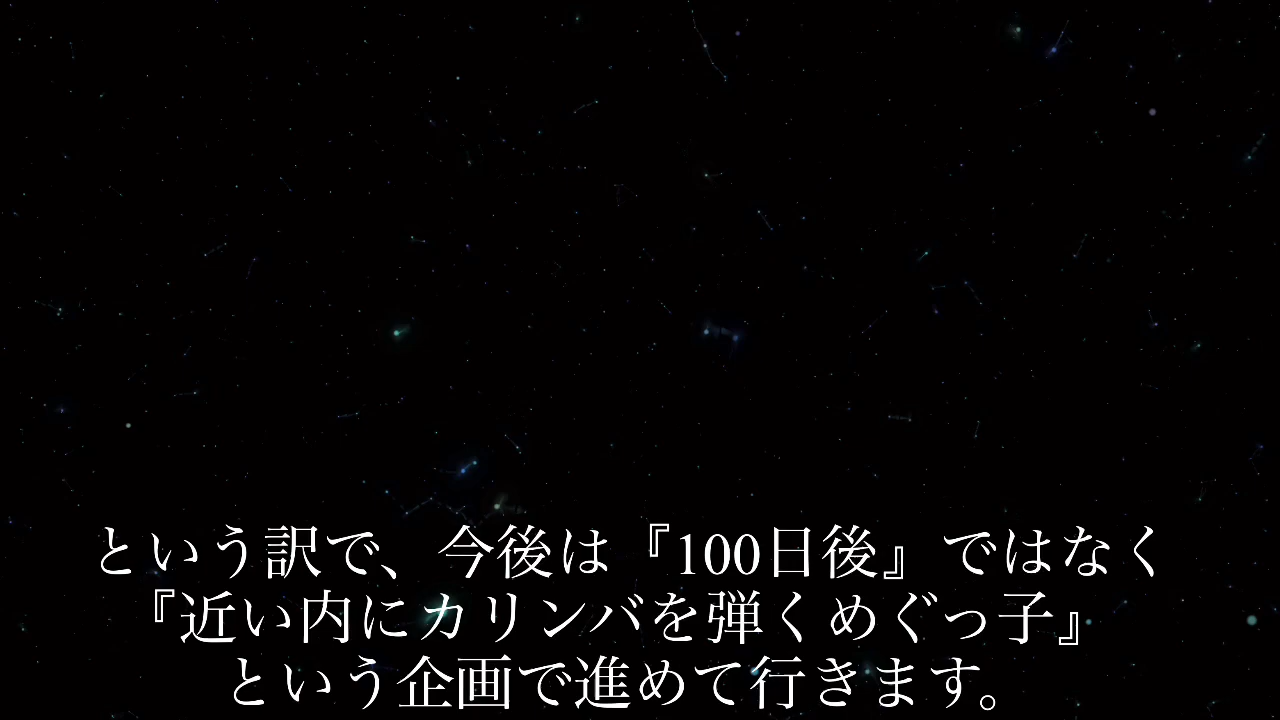 という訳で、今後は『100日後』ではなく
『近い内にカリンバを弾くめぐっ子』
という企画で進めて行きます。